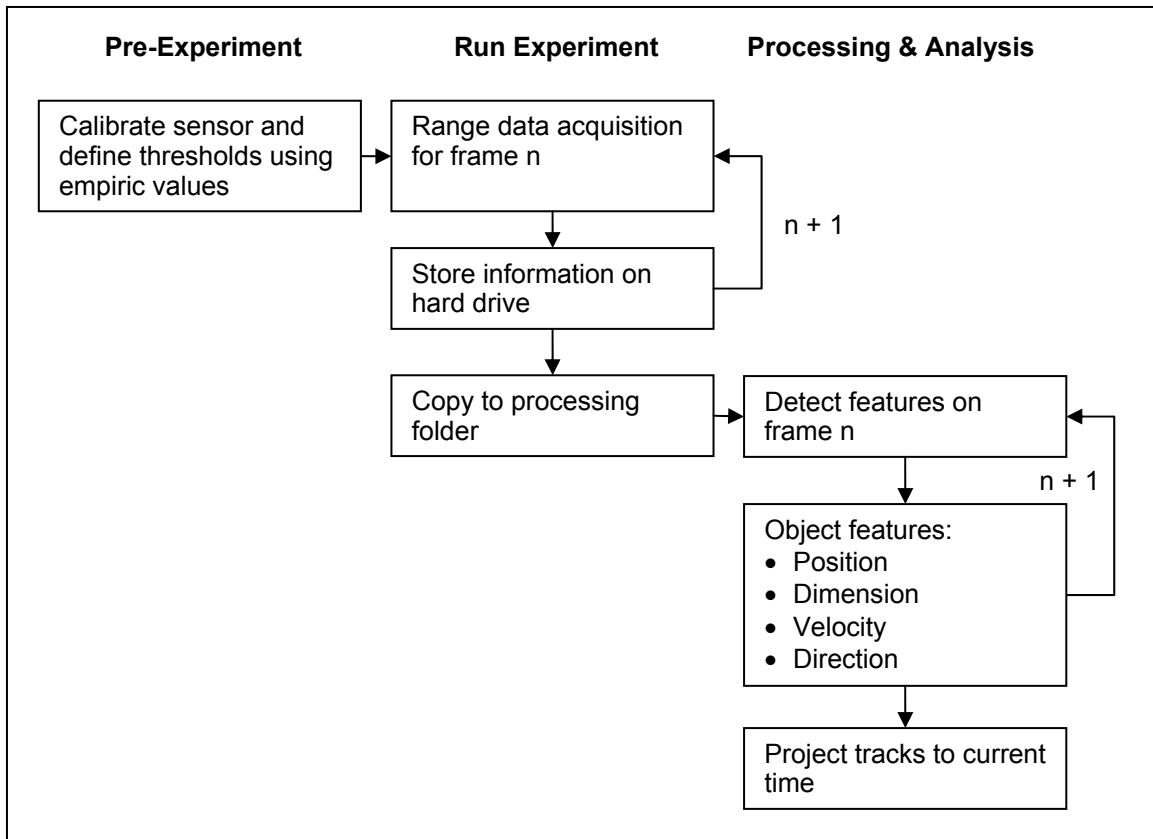 Pre-Experiment
Run Experiment
Processing & Analysis
Calibrate sensor and
define thresholds using
empiric values
Range data acquisition
for frame n
n + 1
Store information on
hard drive
Copy to processing
folder
Detect features on
frame n
n + 1
Object features:
• Position
• Dimension
• Velocity
• Direction
Project tracks to current
time